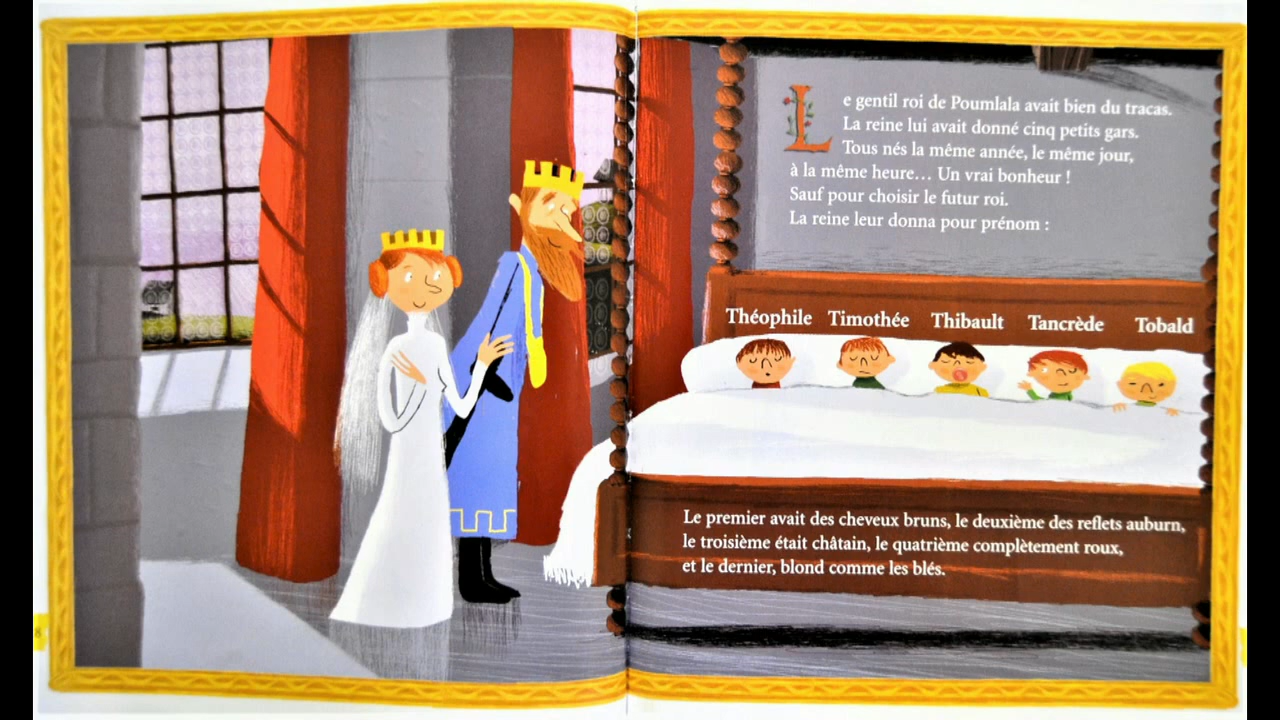 Le gentil roi de Poumlala avait bien du tracas.
La reine lui avait donné cinq petits gars.
Tous nés la même année, le même jour,
à la même heure… Un vrai bonheur !
Sauf pour choisir le futur roi.
La reine leur donna pour prénom :
Théophile Timothée Thibault Tancrède Tobald
Le premier avait des cheveux bruns, le deuxième des reflets auburn,
le troisième était châtain, le quatrième complètement roux,
et le dernier, blond comme les blés.
8